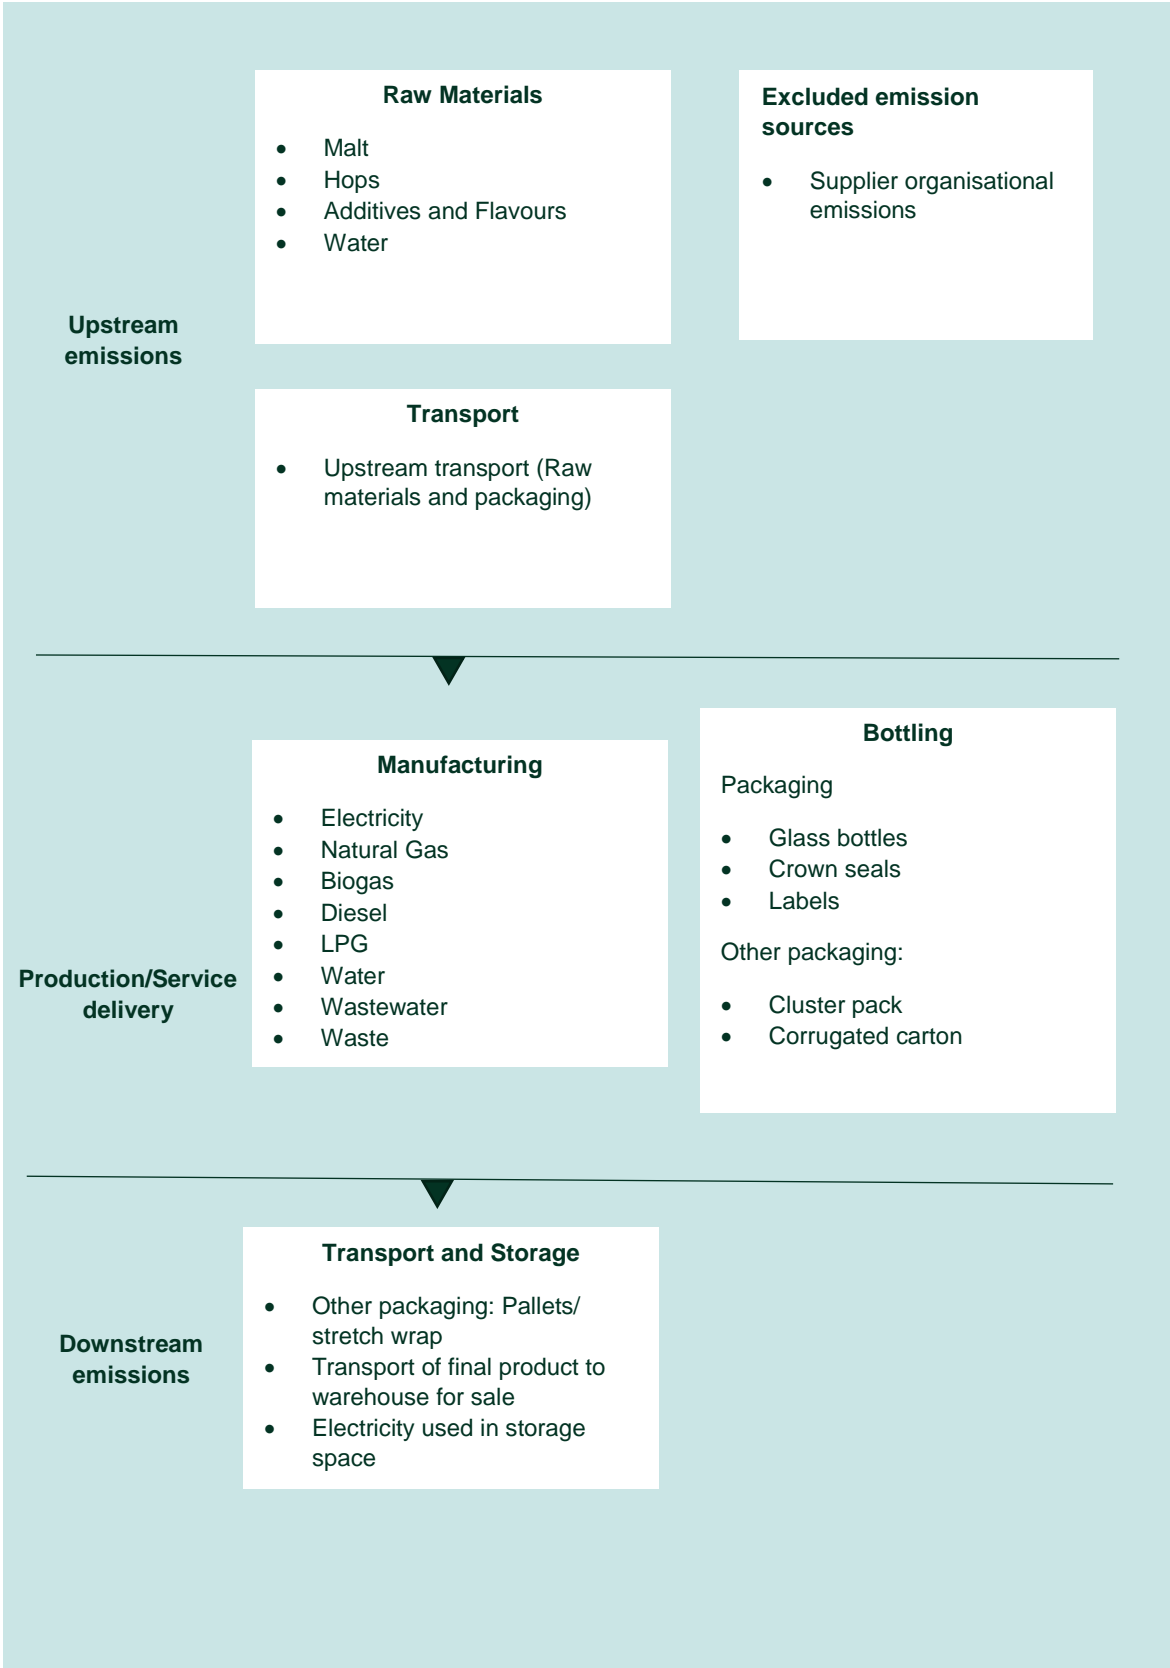 Raw Materials
• Malt
• Hops
• Additives and Flavours
• Water
Excluded emission
sources
• Supplier organisational
emissions
Upstream
emissions
Transport
• Upstream transport (Raw
materials and packaging)
Manufacturing
• Electricity
• Natural Gas
• Biogas
• Diesel
• LPG
• Water
• Wastewater
• Waste
Bottling
Packaging
• Glass bottles
• Crown seals
• Labels
Other packaging:
• Cluster pack
• Corrugated carton
Production/Service
delivery
Transport and Storage
• Other packaging: Pallets/
stretch wrap
• Transport of final product to
warehouse for sale
• Electricity used in storage
space
Downstream
emissions